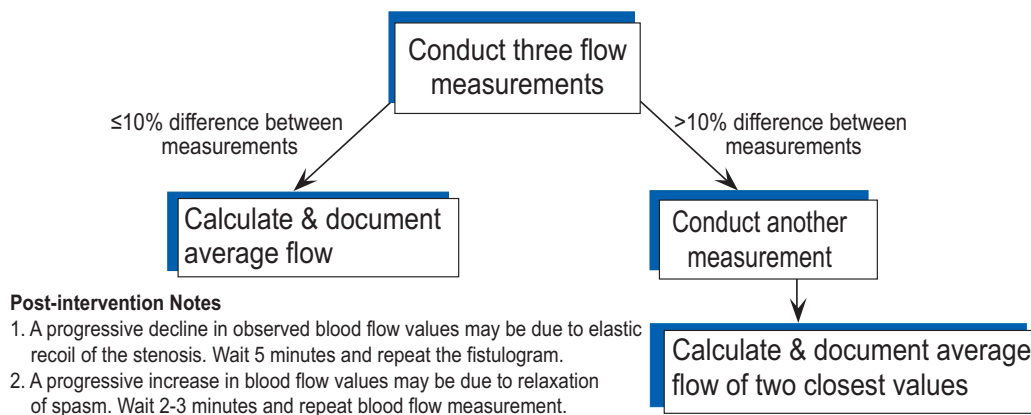 Conduct three flow
measurements
≤10% difference between
measurements
>10% difference between
measurements
Calculate & document
average flow
Conduct another
measurement
Calculate & document average
flow of two closest values
Post-intervention Notes
1. A progressive decline in observed blood flow values may be due to elastic
recoil of the stenosis. Wait 5 minutes and repeat the fistulogram.
2. A progressive increase in blood flow values may be due to relaxation
of spasm. Wait 2-3 minutes and repeat blood flow measurement.